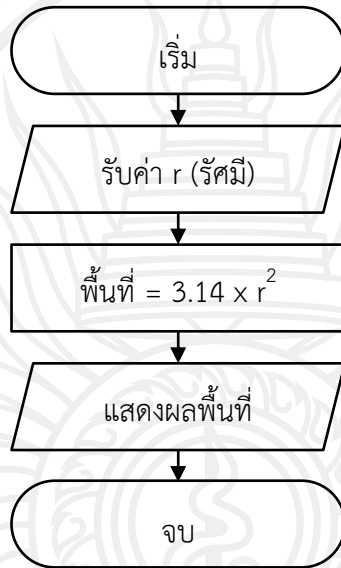 เริ่ม
รับค่า r (รัศมี)
พื้นที่ = 3.14 x r²
แสดงผลพื้นที่
จบ